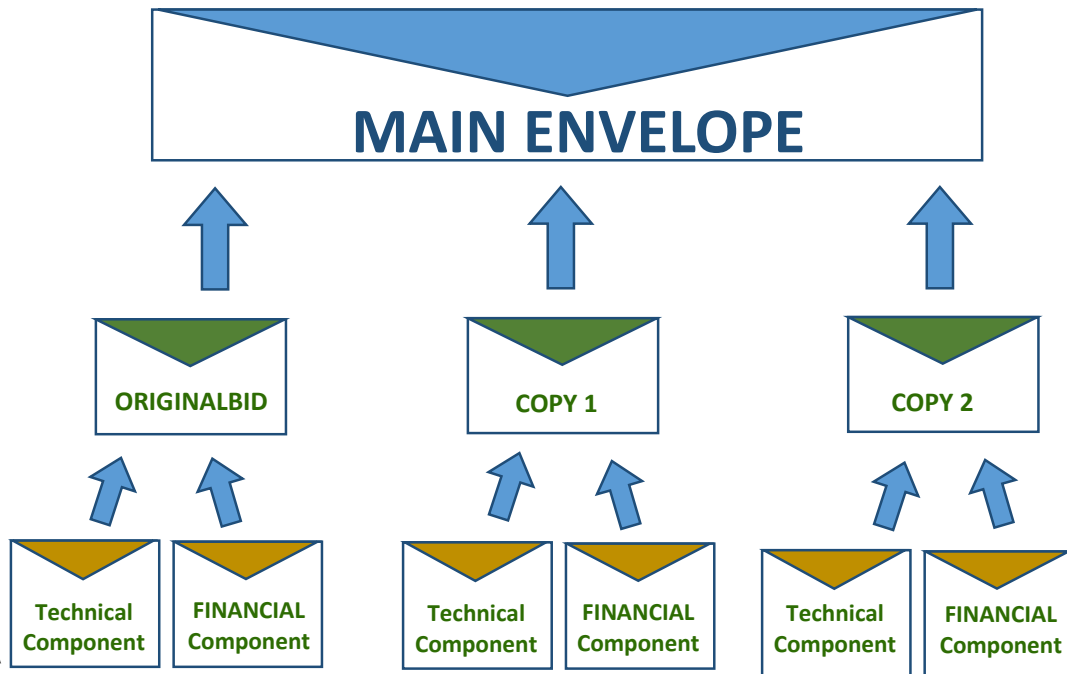 MAIN ENVELOPE
ORIGINALBID
COPY 1
COPY 2
Technical
Component
FINANCIAL
Component
Technical
Component
FINANCIAL
Component
Technical
Component
FINANCIAL
Component